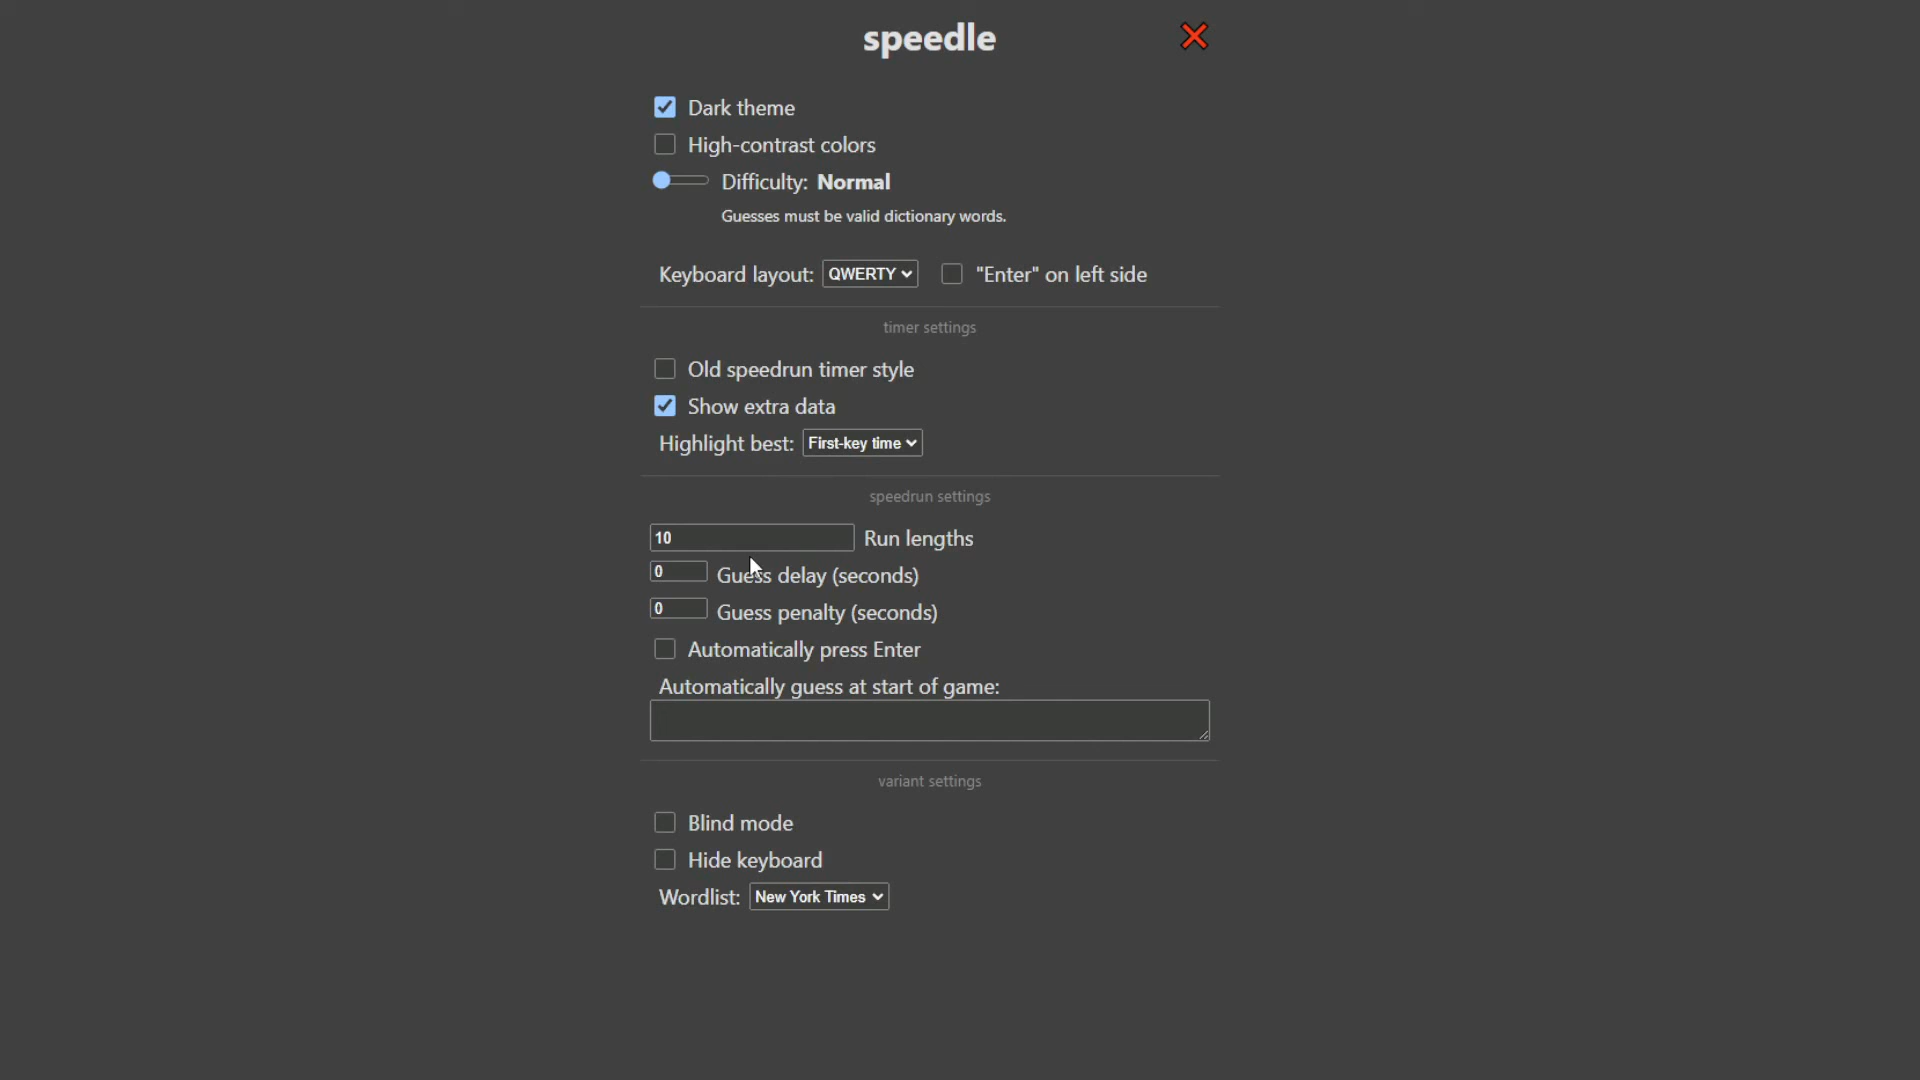 speedle
Dark theme
High-contrast colors
Difficulty: Normal
Guesses must be valid dictionary words.
Keyboard layout: QWERTY "Enter" on left side
timer settings
Old speedrun timer style
Show extra data
Highlight best: First-key time
speedrun settings
10 Run lengths
0 Guess delay (seconds)
0 Guess penalty (seconds)
Automatically press Enter
Automatically guess at start of game:
variant settings
Blind mode
Hide keyboard
Wordlist: New York Times